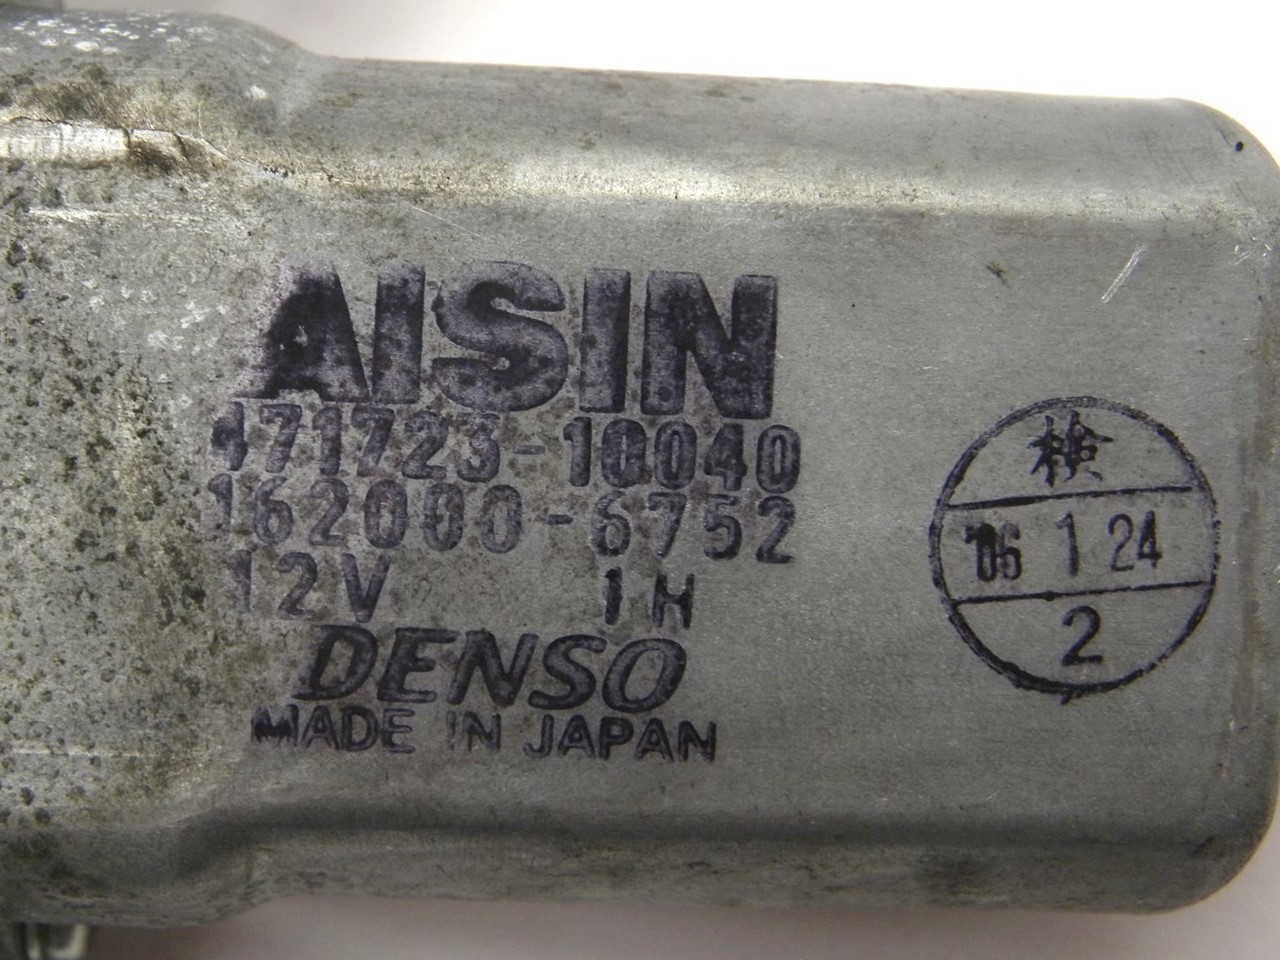 AISIN
471723-10040
162000-6752
12V 1H
DENSO
MADE IN JAPAN
検
'06 1 24
2